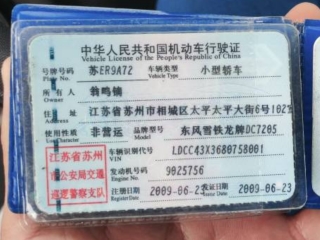 中华人民共和国机动车行驶证
Vehicle License of the People's Republic of China
号牌号码 苏ER9A72 车辆类型 小型轿车
Plate No. Vehicle Type
所有人 翁鸣镝
Owner
住址 江苏省苏州市相城区太平太平大街6号1021
Address
使用性质 非营运 品牌型号 东风雪铁龙牌DC7205
Use Character Model
江苏省苏州 车辆识别代号 LDCC43X3680758001
VIN
市公安局交通 发动机号码 9025756
Engine No.
巡逻警察支队 注册日期 2009-06-23 发证日期 2009-06-23
Register Date Issue Date